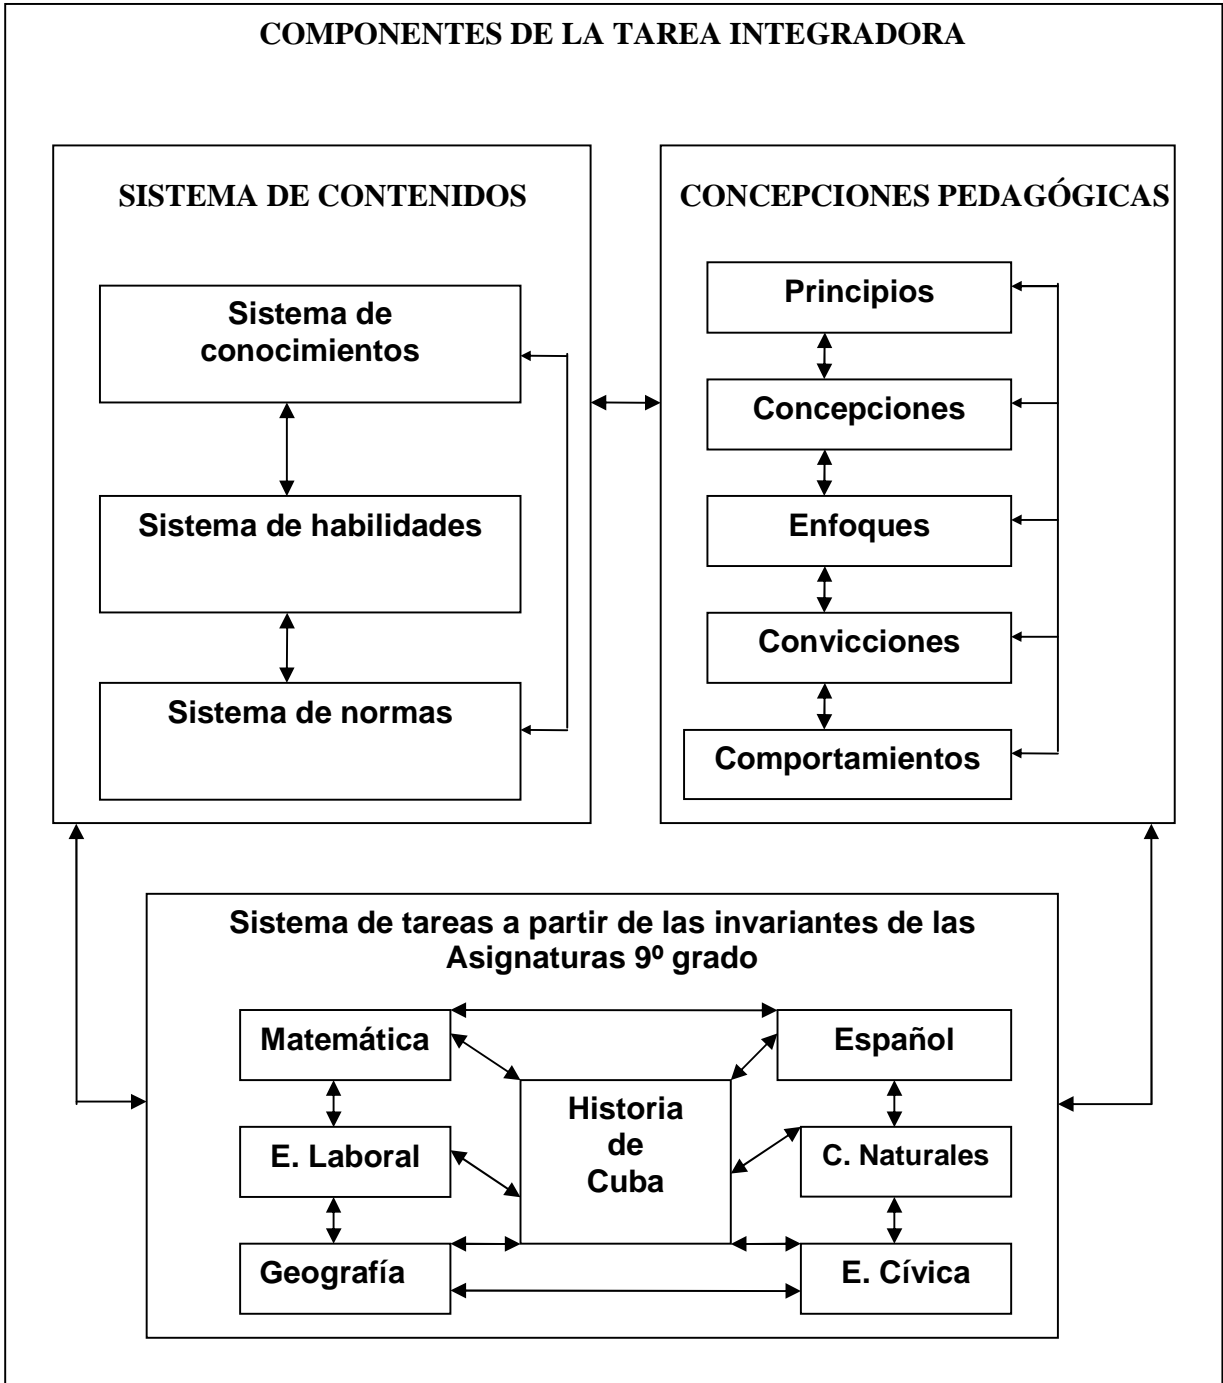 COMPONENTES DE LA TAREA INTEGRADORA
SISTEMA DE CONTENIDOS
Sistema de
conocimientos
Sistema de habilidades
Sistema de normas
CONCEPCIONES PEDAGÓGICAS
Principios
Concepciones
Enfoques
Convicciones
Comportamientos
Sistema de tareas a partir de las invariantes de las
Asignaturas 9º grado
Matemática
E. Laboral
Geografía
Historia
de
Cuba
Español
C. Naturales
E. Cívica